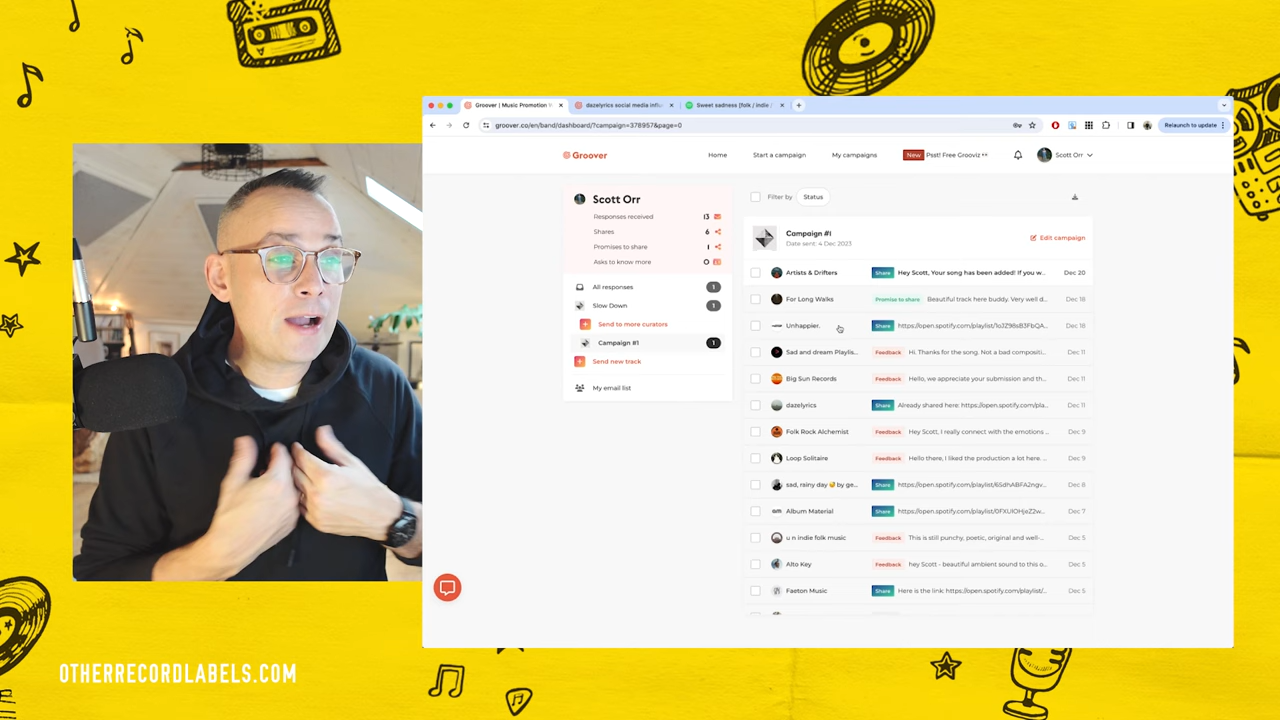 Groover | Music Promotion
dazelyrics social media influ
Sweet sadness [folk / indie /
groover.co/en/band/dashboard/?campaign=378957&page=0
Relaunch to update
Groover
Home
Start a campaign
My campaigns
New
Psst! Free Grooviz
Scott Orr
Scott Orr
Responses received 13
Shares 6
Promises to share 1
Asks to know more 0
All responses 1
Slow Down 1
Send to more curators
Campaign #1 1
Send new track
My email list
Filter by Status
Campaign #1
Date sent: 4 Dec 2023
Edit campaign
Artists & Drifters Share Hey Scott, Your song has been added! If you w... Dec 20
For Long Walks Promise to share Beautiful track here buddy. Very well d... Dec 18
Unhappier. Share https://open.spotify.com/playlist/1oJZ98sB3FbQA... Dec 18
Sad and dream Playlis... Feedback Hi. Thanks for the song. Not a bad compositi... Dec 11
Big Sun Records Feedback Hello, we appreciate your submission and th... Dec 11
dazelyrics Share Already shared here: https://open.spotify.com/pla... Dec 11
Folk Rock Alchemist Feedback Hey Scott, I really connect with the emotions ... Dec 9
Loop Solitaire Feedback Hello there, I liked the production a lot here. ... Dec 9
sad, rainy day 😅 by ge... Share https://open.spotify.com/playlist/6SdhABFA2ngv... Dec 8
am Album Material Share https://open.spotify.com/playlist/0FXUlOHjeZ2w... Dec 7
u n indie folk music Feedback This is still punchy, poetic, original and well-... Dec 5
Alto Key Feedback hey Scott - beautiful ambient sound to this o... Dec 5
Faeton Music Share Here is the link: https://open.spotify.com/playlist/... Dec 5
OTHERRECORDLABELS.COM